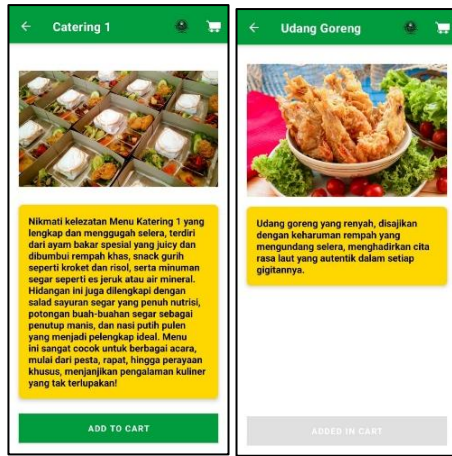 Catering 1
Nikmati kelezatan Menu Katering 1 yang
lengkap dan menggugah selera, terdiri
dari ayam bakar spesial yang juicy dan
dibumbui rempah khas, snack gurih
seperti kroket dan risol, serta minuman
segar seperti es jeruk atau air mineral.
Hidangan ini juga dilengkapi dengan
salad sayuran segar yang penuh nutrisi,
potongan buah-buahan segar sebagai
penutup manis, dan nasi putih pulen
yang menjadi pelengkap ideal. Menu
ini sangat cocok untuk berbagai acara,
mulai dari pesta, rapat, hingga perayaan
khusus, menjanjikan pengalaman kuliner
yang tak terlupakan!
ADD TO CART
Udang Goreng
Udang goreng yang renyah, disajikan
dengan keharuman rempah yang
mengundang selera, menghadirkan cita
rasa laut yang autentik dalam setiap
gigitannya.
ADDED IN CART